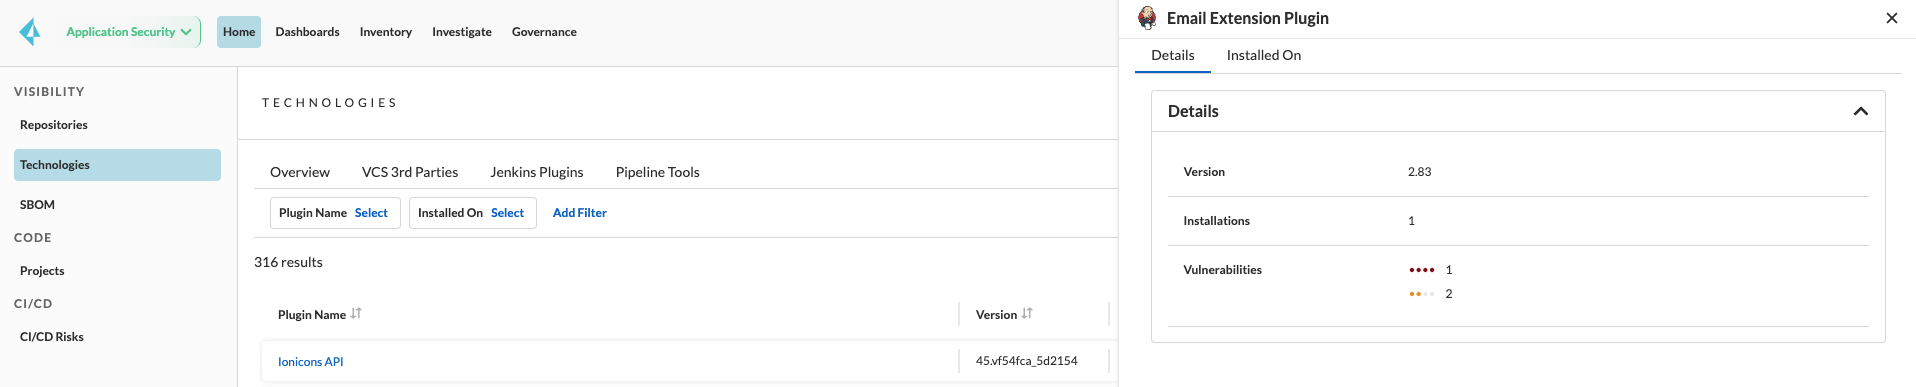 Application Security
Home
Dashboards
Inventory
Investigate
Governance
VISIBILITY
Repositories
Technologies
SBOM
CODE
Projects
CI/CD
CI/CD Risks
TECHNOLOGIES
Overview
VCS 3rd Parties
Jenkins Plugins
Pipeline Tools
Plugin Name Select
Installed On Select
Add Filter
316 results
Plugin Name
Version
Ionicons API
45.vf54fca_5d2154
Email Extension Plugin
Details
Installed On
Details
Version 2.83
Installations 1
Vulnerabilities 1
2